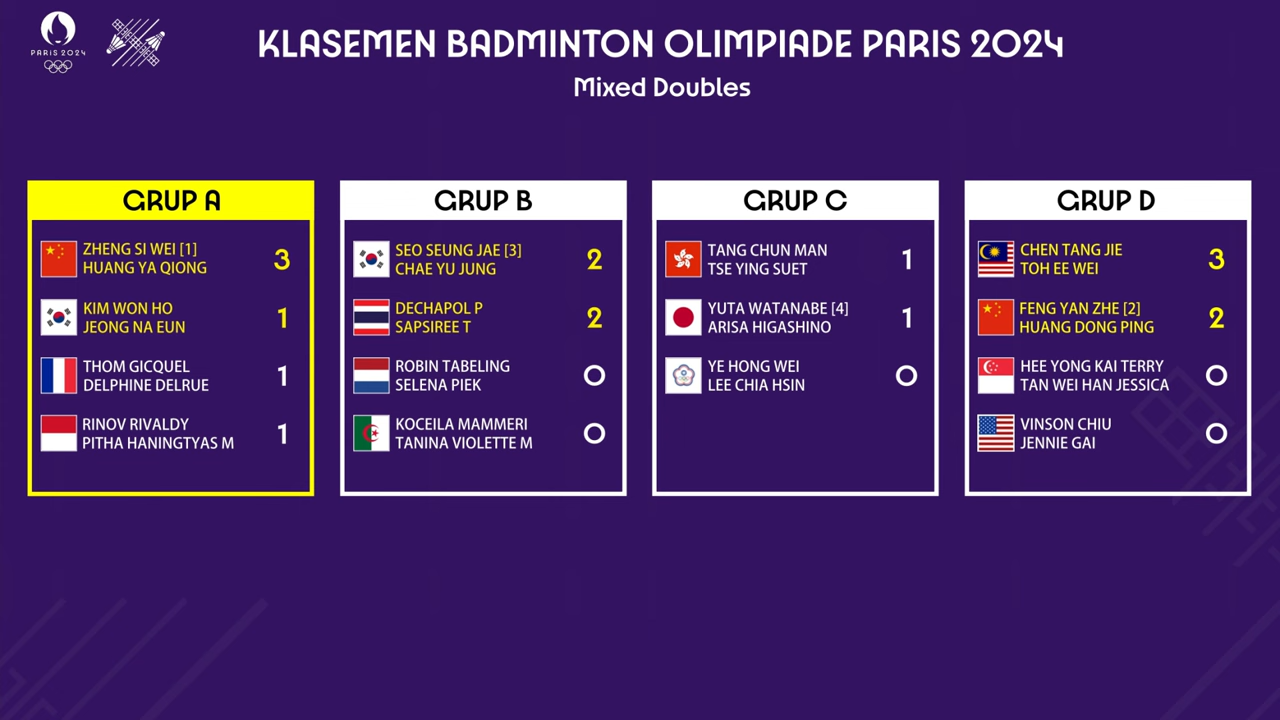 PARIS 2024
KLASEMEN BADMINTON OLIMPIADE PARIS 2024
Mixed Doubles
GRUP A
ZHENG SI WEI [1]
HUANG YA QIONG
3
KIM WON HO
JEONG NA EUN
1
THOM GICQUEL
DELPHINE DELRUE
1
RINOV RIVALDY
PITHA HANINGTYAS M
1
GRUP B
SEO SEUNG JAE [3]
CHAE YU JUNG
2
DECHAPOL P
SAPSIREE T
2
ROBIN TABELING
SELENA PIEK
0
KOCEILA MAMMERI
TANINA VIOLETTE M
0
GRUP C
TANG CHUN MAN
TSE YING SUET
1
YUTA WATANABE [4]
ARISA HIGASHINO
1
YE HONG WEI
LEE CHIA HSIN
0
GRUP D
CHEN TANG JIE
TOH EE WEI
3
FENG YAN ZHE [2]
HUANG DONG PING
2
HEE YONG KAI TERRY
TAN WEI HAN JESSICA
0
VINSON CHIU
JENNIE GAI
0